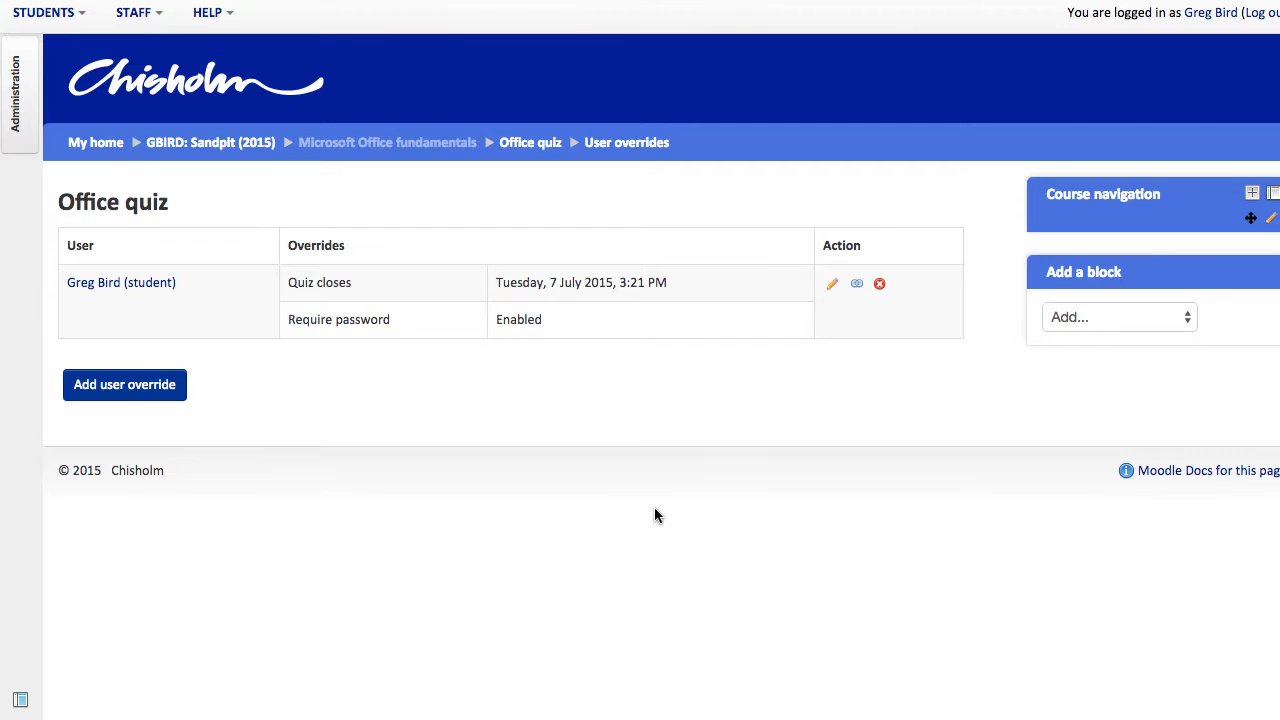 STUDENTS STAFF HELP
You are logged in as Greg Bird (Log ou
Administration
Chisholm
My home GBIRD: Sandpit (2015) Microsoft Office fundamentals Office quiz User overrides
Office quiz
User Overrides Action
Greg Bird (student) Quiz closes Tuesday, 7 July 2015, 3:21 PM
Require password Enabled
Add user override
Course navigation
Add a block
Add...
© 2015 Chisholm
Moodle Docs for this pag